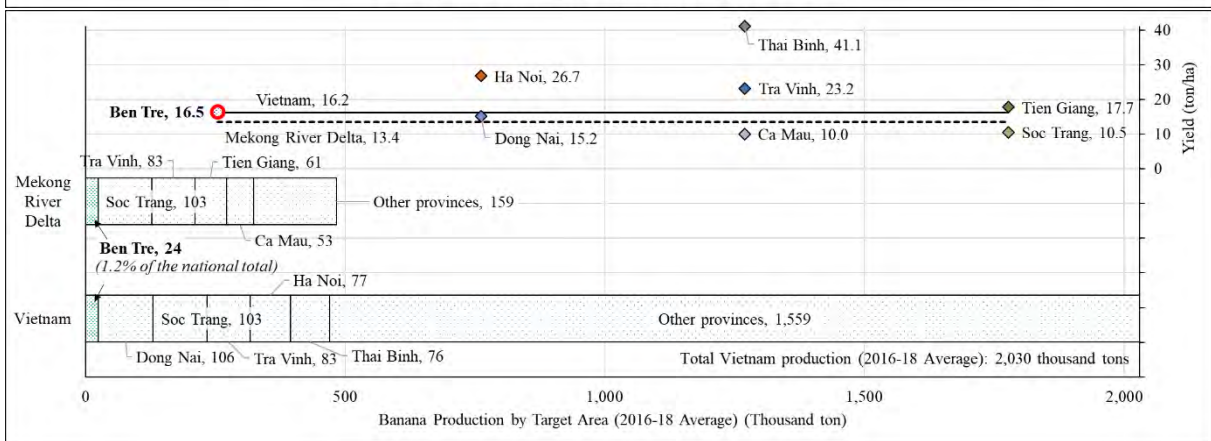 40
Thai Binh, 41.1
30
Ha Noi, 26.7
Tra Vinh, 23.2
20
Vietnam, 16.2
Ben Tre, 16.5
Tien Giang, 17.7
Mekong River Delta, 13.4
Dong Nai, 15.2
Ca Mau, 10.0
Soc Trang, 10.5
10
0
Yield (ton/ha)
Tra Vinh, 83
Tien Giang, 61
Mekong
River
Delta
Soc Trang, 103
Other provinces, 159
Ca Mau, 53
Ben Tre, 24
(1.2% of the national total)
Ha Noi, 77
Vietnam
Soc Trang, 103
Other provinces, 1,559
Dong Nai, 106
Tra Vinh, 83
Thai Binh, 76
Total Vietnam production (2016-18 Average): 2,030 thousand tons
0
500
1,000
1,500
2,000
Banana Production by Target Area (2016-18 Average) (Thousand ton)